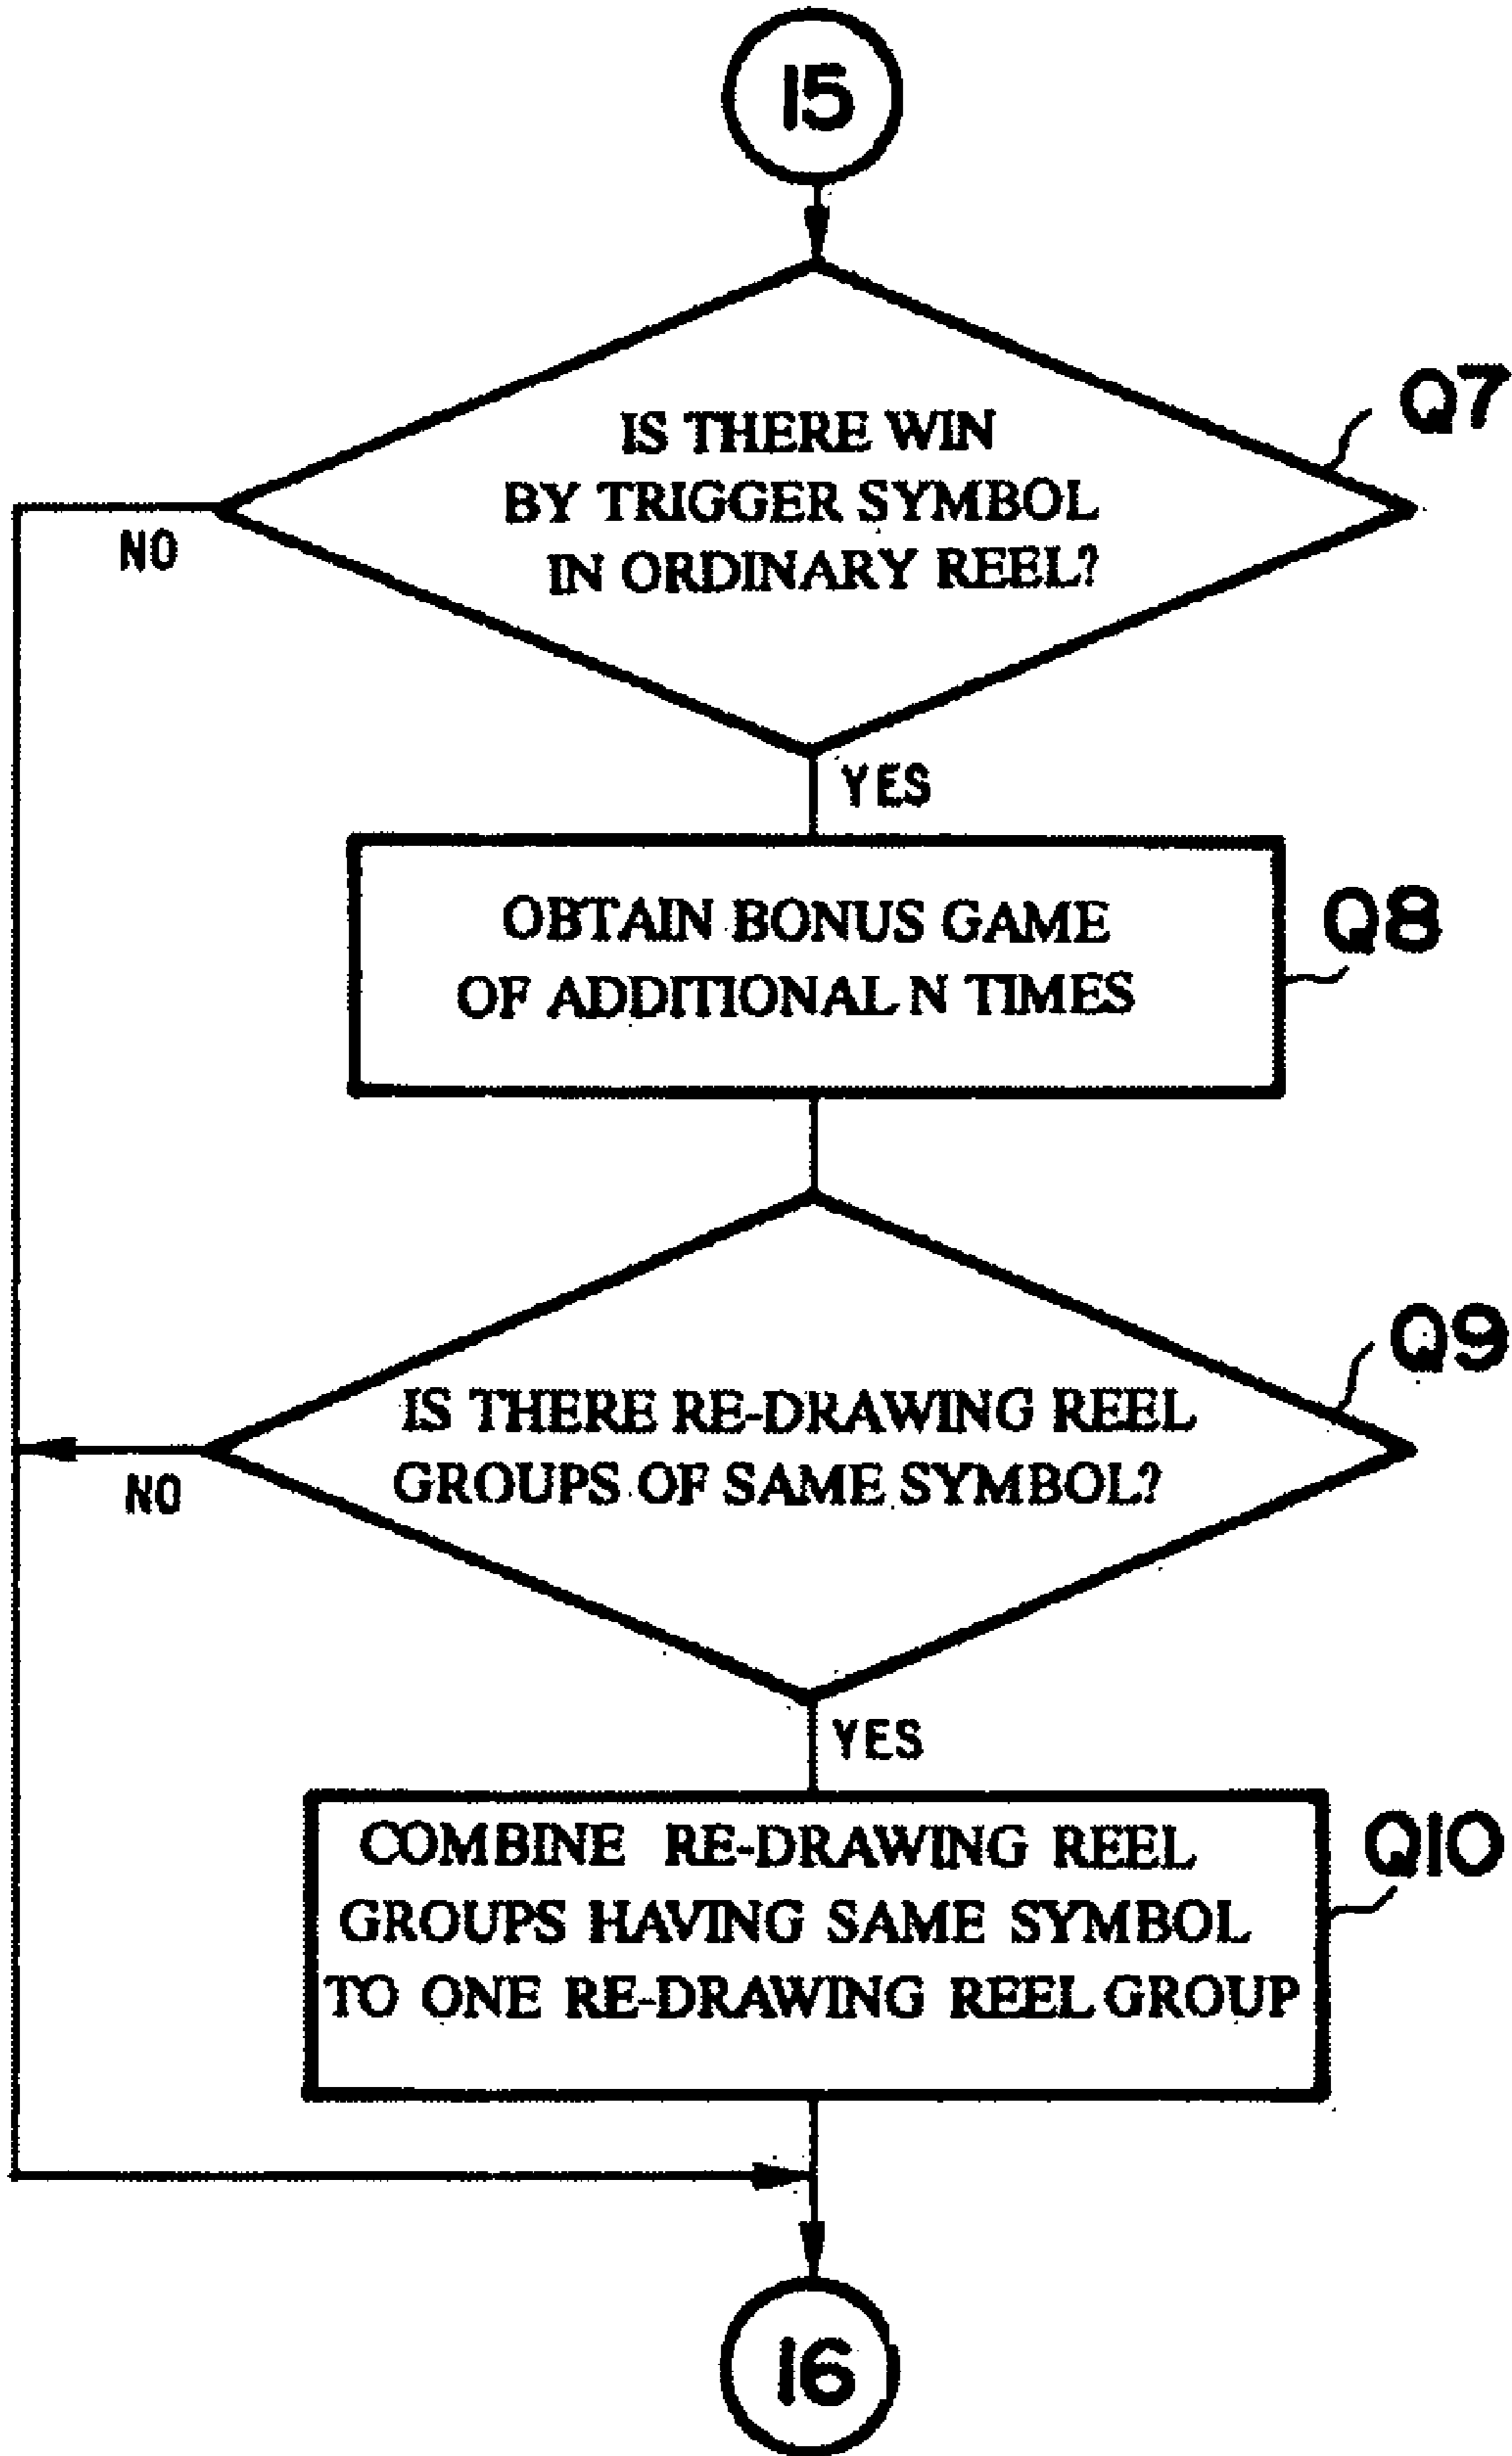 15
IS THERE WIN
BY TRIGGER SYMBOL
IN ORDINARY REEL?
Q7
NO
YES
OBTAIN BONUS GAME
OF ADDITIONAL N TIMES
Q8
IS THERE RE-DRAWING REEL
GROUPS OF SAME SYMBOL?
Q9
NO
YES
COMBINE RE-DRAWING REEL
GROUPS HAVING SAME SYMBOL
TO ONE RE-DRAWING REEL GROUP
Q10
16